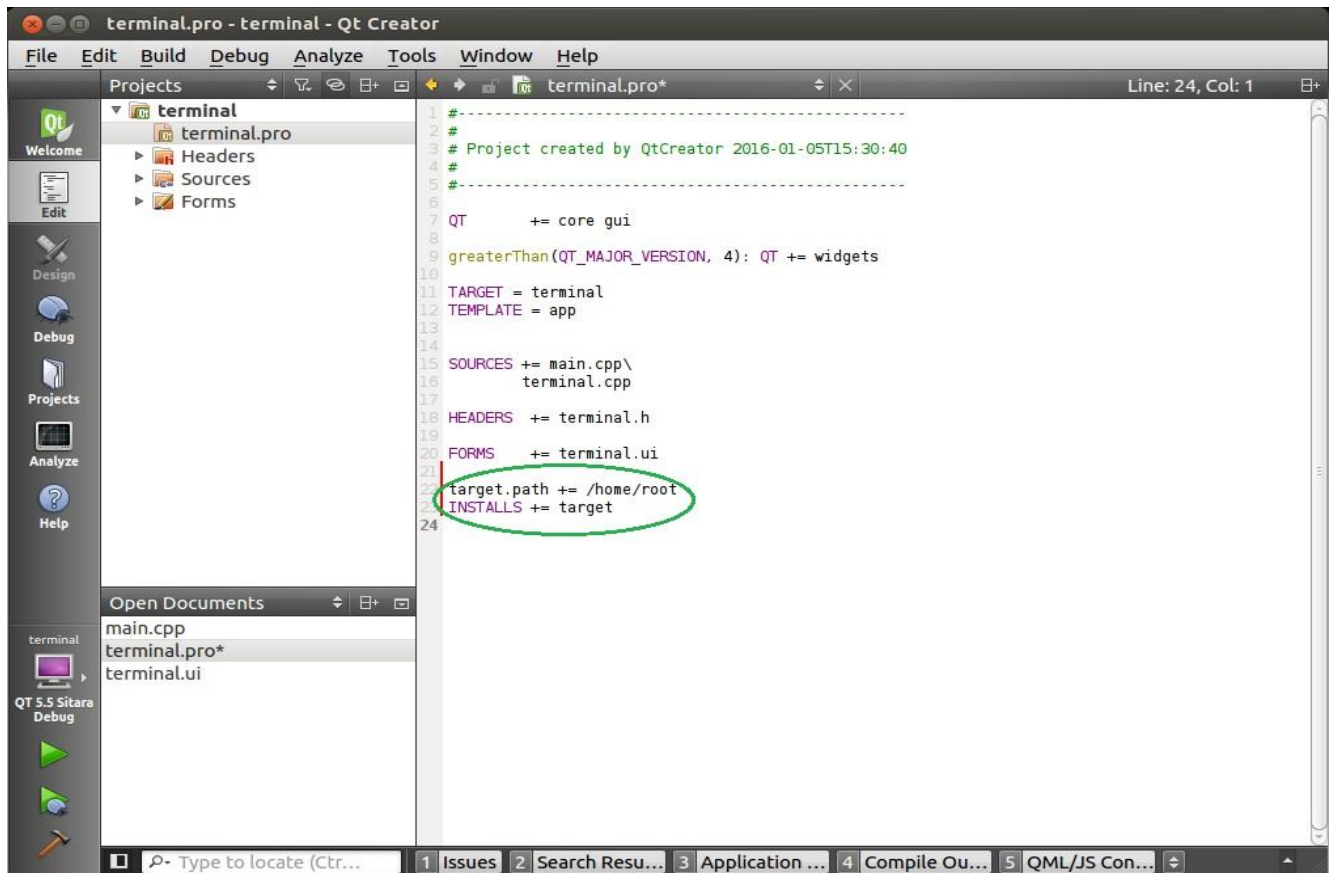 terminal.pro - terminal - Qt Creator
File Edit Build Debug Analyze Tools Window Help
Projects
terminal.pro*
Line: 24, Col: 1
Qt
Welcome
Edit
Design
Debug
Projects
Analyze
Help
terminal
terminal.pro
Headers
Sources
Forms
1 #-------------------------------------------------
2 #
3 # Project created by QtCreator 2016-01-05T15:30:40
4 #
5 #-------------------------------------------------
6
7 QT       += core gui
8
9 greaterThan(QT_MAJOR_VERSION, 4): QT += widgets
10
11 TARGET = terminal
12 TEMPLATE = app
13
14
15 SOURCES += main.cpp\
16         terminal.cpp
17
18 HEADERS  += terminal.h
19
20 FORMS    += terminal.ui
21
22 target.path += /home/root
23 INSTALLS += target
24
Open Documents
main.cpp
terminal.pro*
terminal.ui
terminal
QT 5.5 Sitara
Debug
Type to locate (Ctr...
1 Issues 2 Search Resu... 3 Application ... 4 Compile Ou... 5 QML/JS Con...